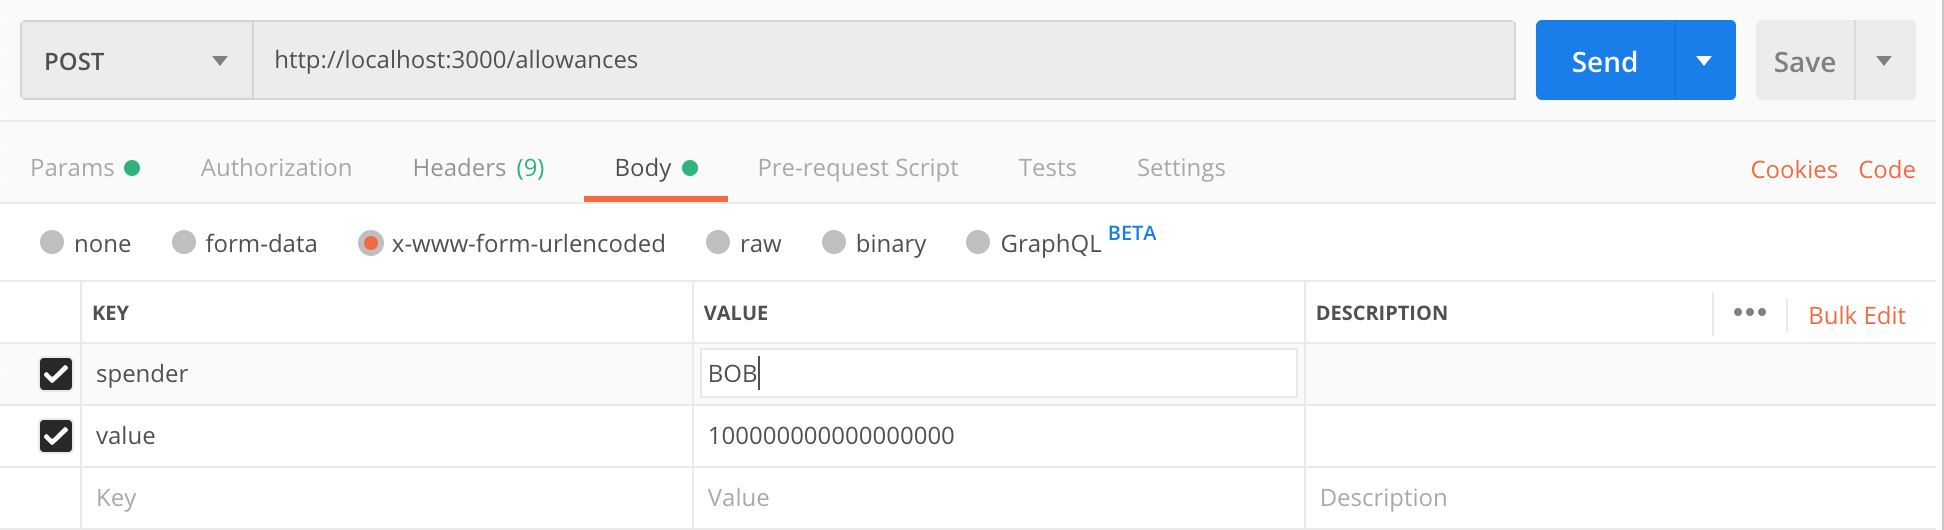 POST http://localhost:3000/allowances Send Save
Params Authorization Headers (9) Body Pre-request Script Tests Settings Cookies Code
none form-data x-www-form-urlencoded raw binary GraphQL BETA
KEY VALUE DESCRIPTION ••• Bulk Edit
spender BOB
value 100000000000000000
Key Value Description